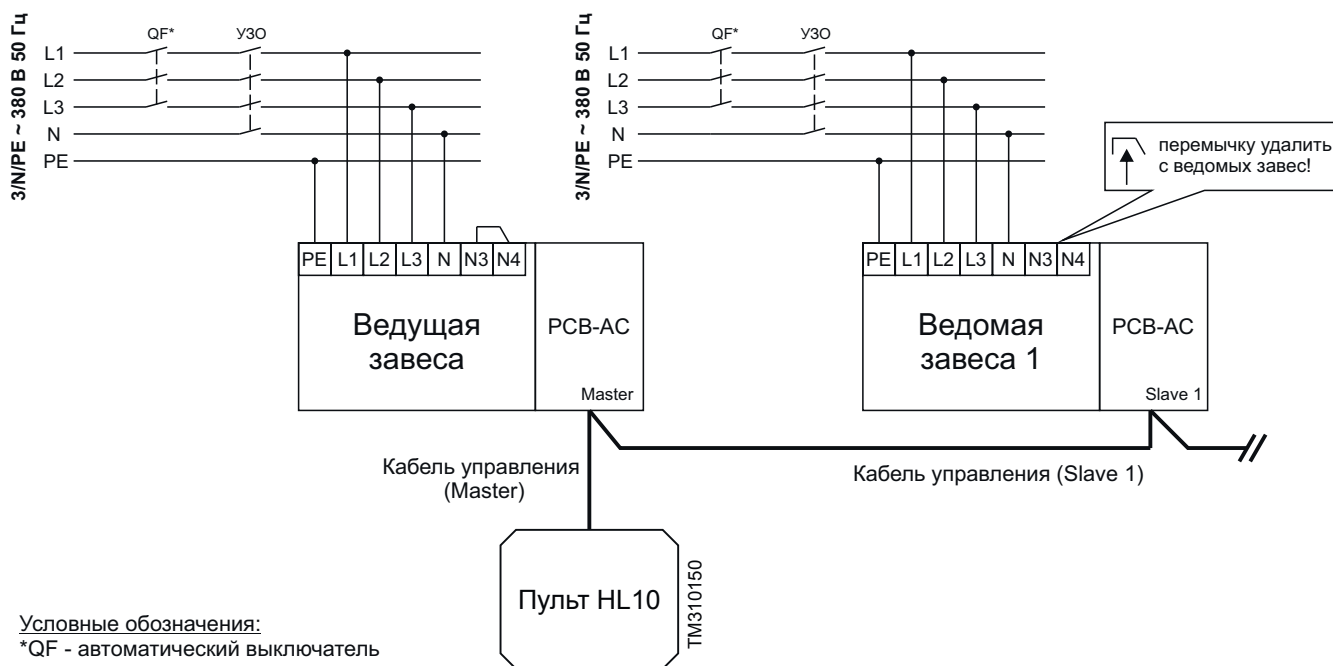 3/N/PE ~ 380 В 50 Гц
QF*
УЗО
L1
L2
L3
N
PE
3/N/PE ~ 380 В 50 Гц
QF*
УЗО
L1
L2
L3
N
PE
перемычку удалить
с ведомых завес!
PE L1 L2 L3 N N3 N4
Ведущая
завеса
PCB-AC
Master
PE L1 L2 L3 N N3 N4
Ведомая
завеса 1
PCB-AC
Slave 1
Кабель управления
(Master)
Кабель управления (Slave 1)
Пульт HL10
TM310150
Условные обозначения:
*QF - автоматический выключатель